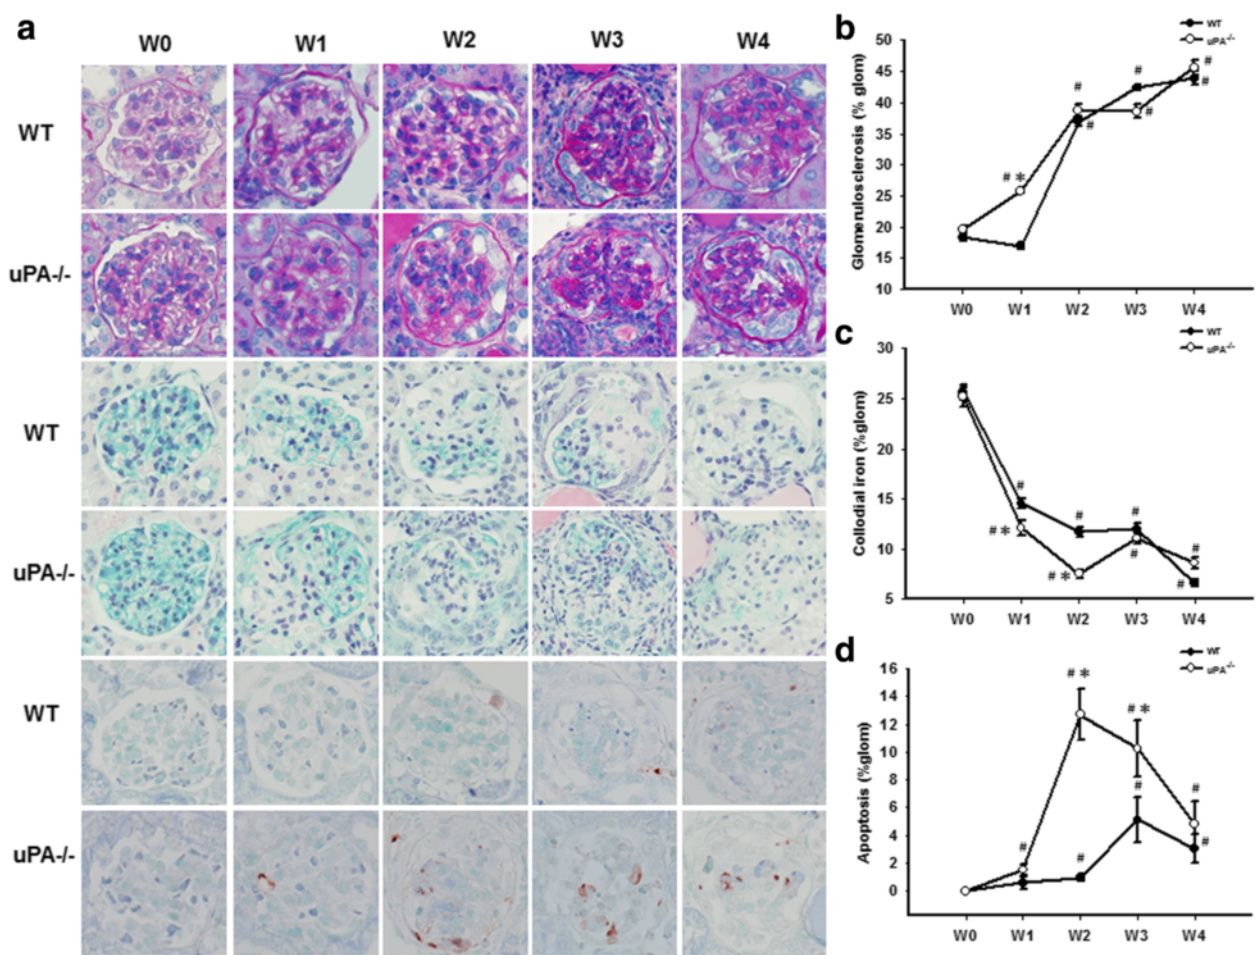 a
W0 W1 W2 W3 W4
WT
uPA-/-
WT
uPA-/-
WT
uPA-/-
b
WT
uPA-/-
Glomerulosclerosis (% glom)
50
45
40
35
30
25
20
15
10
# *
#
#
#
#
#
#
W0 W1 W2 W3 W4
c
WT
uPA-/-
Collodial iron (%glom)
30
25
20
15
10
5
#
# *
#
# *
#
#
#
#
W0 W1 W2 W3 W4
d
WT
uPA-/-
Apoptosis (%glom)
16
14
12
10
8
6
4
2
0
#
# *
#
# *
#
#
#
W0 W1 W2 W3 W4